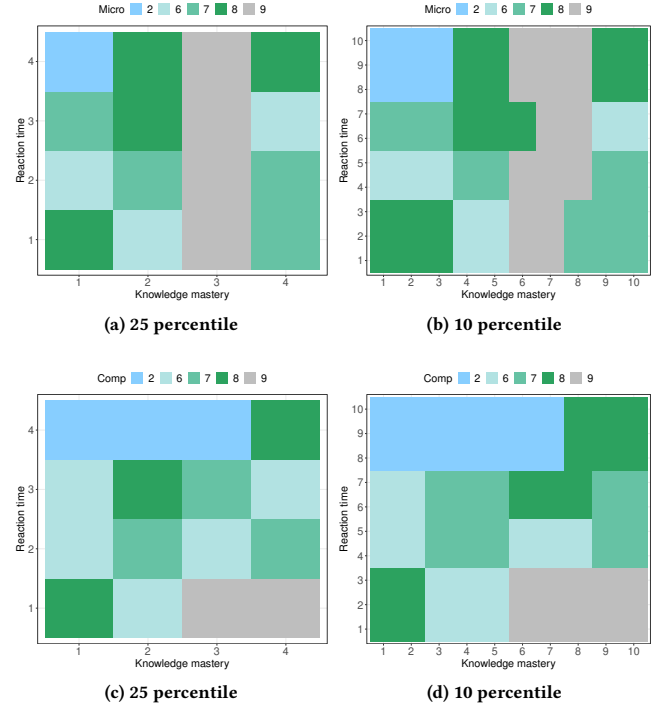 Micro 2 6 7 8 9
Reaction time
4
3
2
1
1 2 3 4
Knowledge mastery
(a) 25 percentile
Micro 2 6 7 8 9
Reaction time
10
9
8
7
6
5
4
3
2
1
1 2 3 4 5 6 7 8 9 10
Knowledge mastery
(b) 10 percentile
Comp 2 6 7 8 9
Reaction time
4
3
2
1
1 2 3 4
Knowledge mastery
(c) 25 percentile
Comp 2 6 7 8 9
Reaction time
10
9
8
7
6
5
4
3
2
1
1 2 3 4 5 6 7 8 9 10
Knowledge mastery
(d) 10 percentile